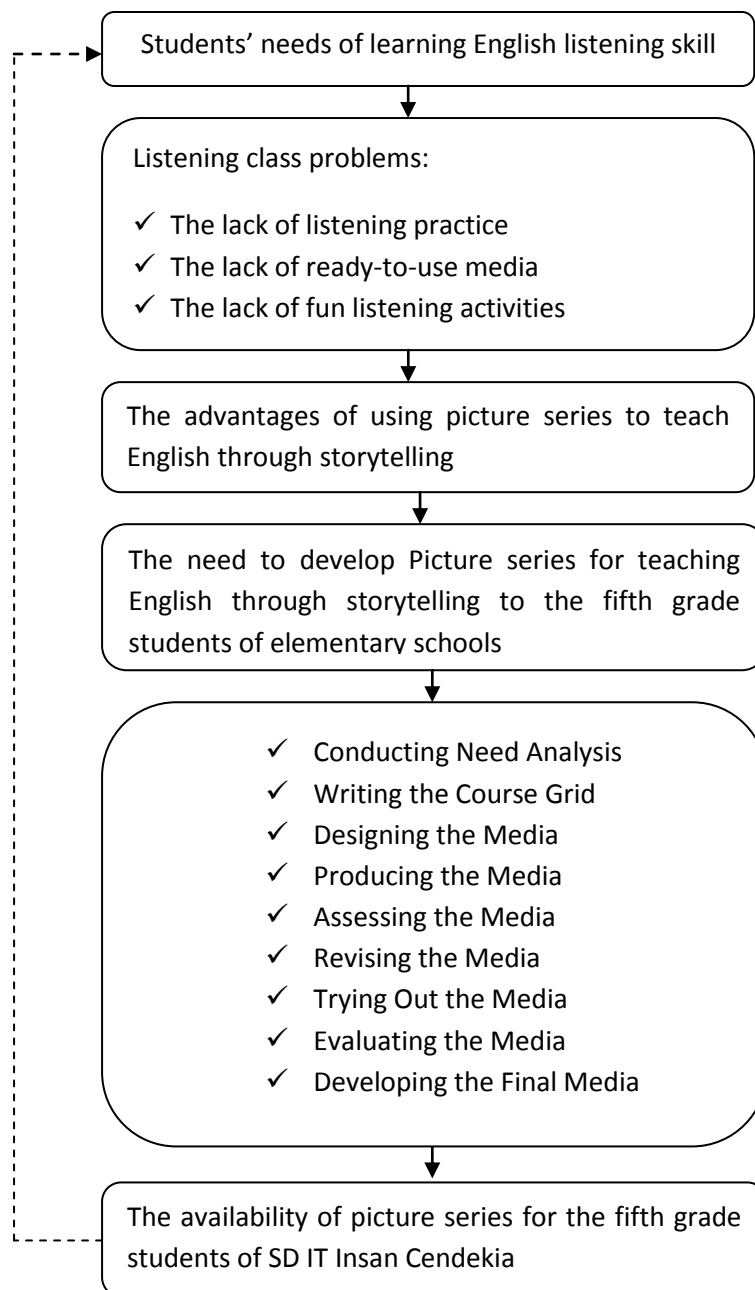 Students’ needs of learning English listening skill
Listening class problems:
✓ The lack of listening practice
✓ The lack of ready-to-use media
✓ The lack of fun listening activities
The advantages of using picture series to teach
English through storytelling
The need to develop Picture series for teaching
English through storytelling to the fifth grade
students of elementary schools
✓ Conducting Need Analysis
✓ Writing the Course Grid
✓ Designing the Media
✓ Producing the Media
✓ Assessing the Media
✓ Revising the Media
✓ Trying Out the Media
✓ Evaluating the Media
✓ Developing the Final Media
The availability of picture series for the fifth grade
students of SD IT Insan Cendekia